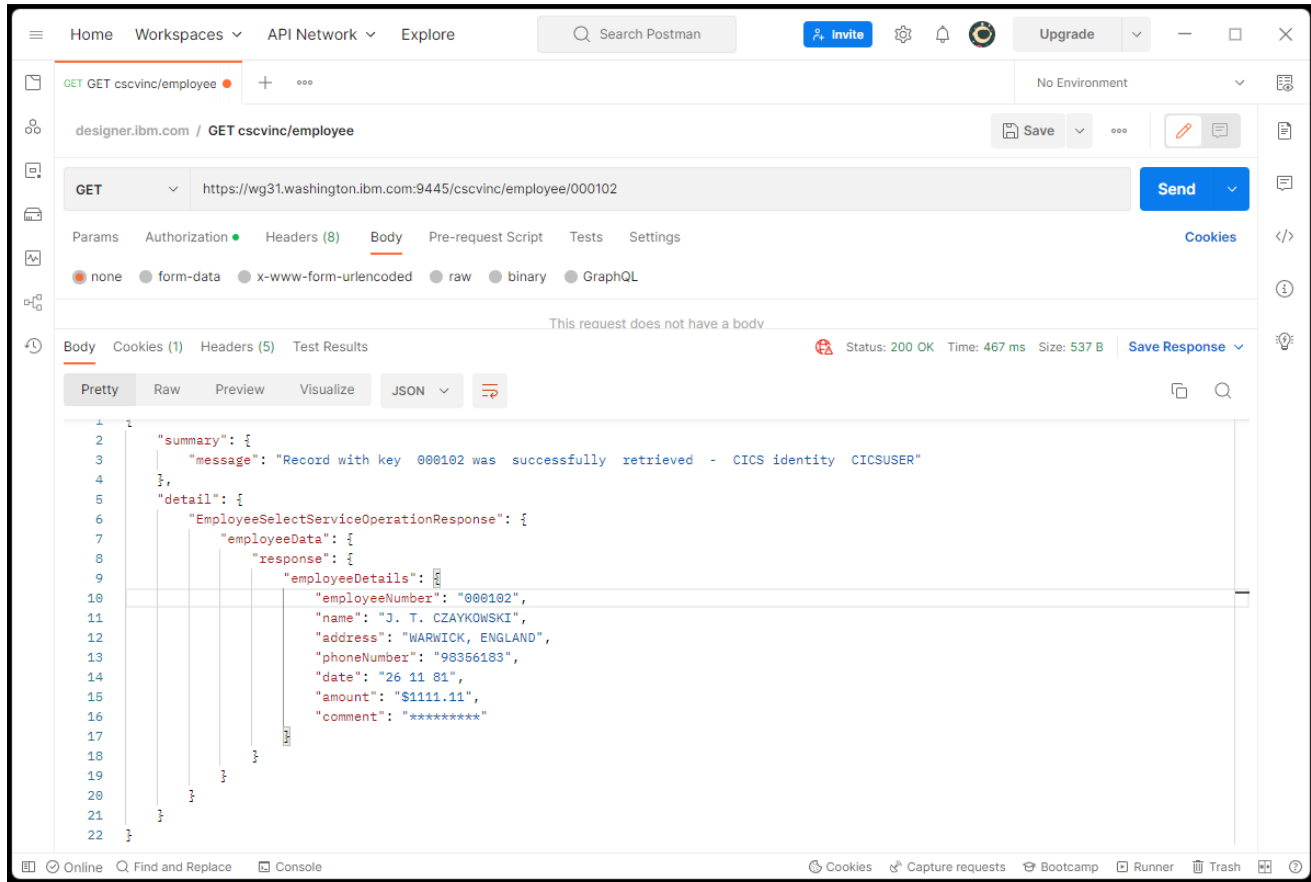 Home Workspaces API Network Explore Search Postman Invite Upgrade
GET GET cscvinc/employee No Environment
designer.ibm.com / GET cscvinc/employee Save
GET https://wg31.washington.ibm.com:9445/cscvinc/employee/000102 Send
Params Authorization Headers (8) Body Pre-request Script Tests Settings Cookies
none form-data x-www-form-urlencoded raw binary GraphQL
This request does not have a body
Body Cookies (1) Headers (5) Test Results Status: 200 OK Time: 467 ms Size: 537 B Save Response
Pretty Raw Preview Visualize JSON
1 {
2 "summary": {
3 "message": "Record with key  000102 was  successfully  retrieved  -  CICS identity  CICSUSER"
4 },
5 "detail": {
6 "EmployeeSelectServiceOperationResponse": {
7 "employeeData": {
8 "response": {
9 "employeeDetails": {
10 "employeeNumber": "000102",
11 "name": "J. T. CZAYKOWSKI",
12 "address": "WARWICK, ENGLAND",
13 "phoneNumber": "98356183",
14 "date": "26 11 81",
15 "amount": "$1111.11",
16 "comment": "*********"
17 }
18 }
19 }
20 }
21 }
22 }
Online Find and Replace Console Cookies Capture requests Bootcamp Runner Trash